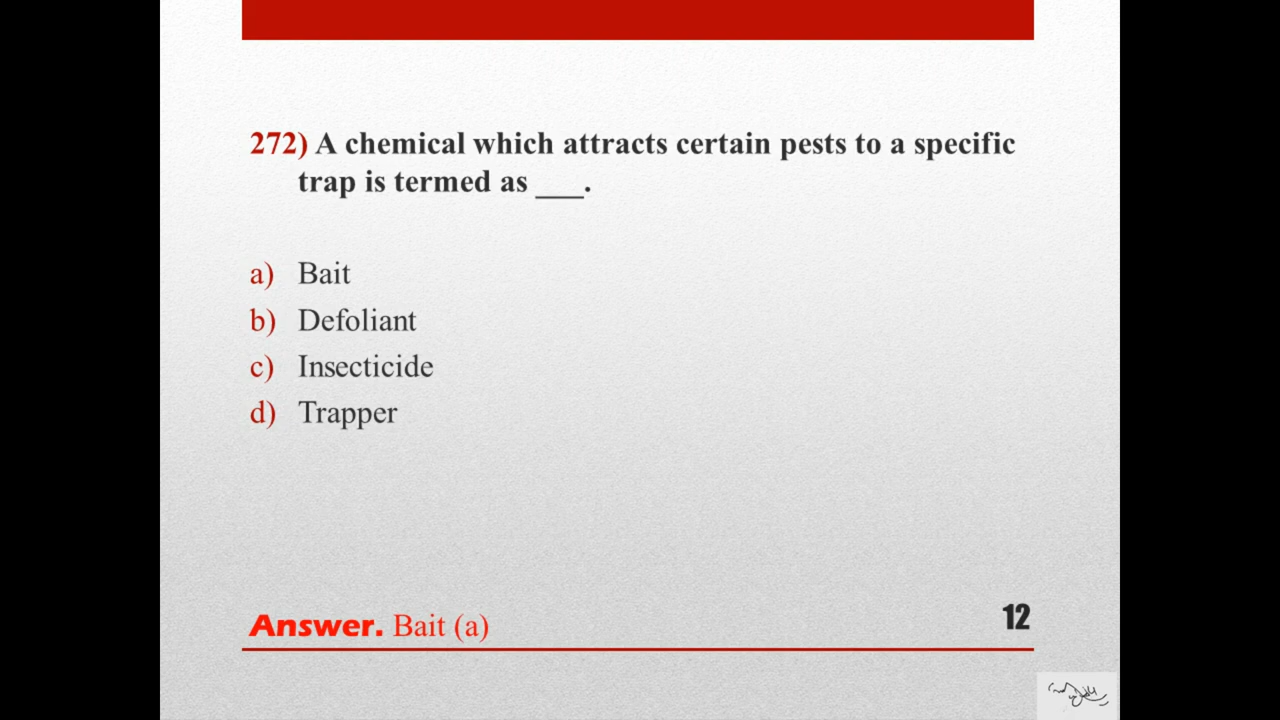 272) A chemical which attracts certain pests to a specific
trap is termed as ___.
a) Bait
b) Defoliant
c) Insecticide
d) Trapper
Answer. Bait (a)
12